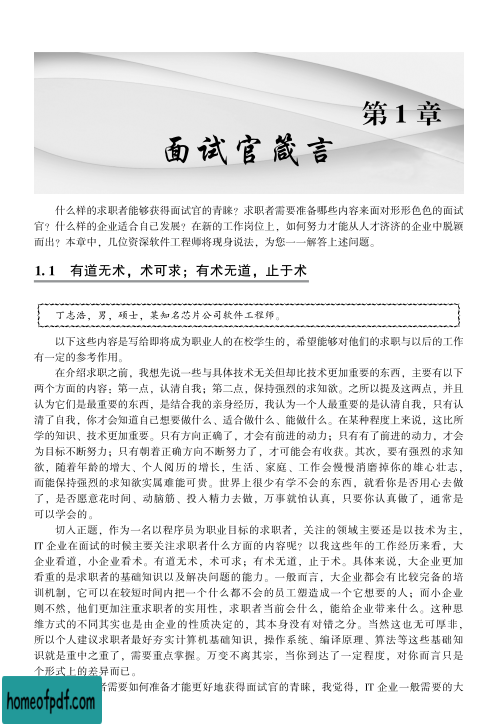 第 1 章
面试官箴言
什么样的求职者能够获得面试官的青睐？求职者需要准备哪些内容来面对形形色色的面试
官？什么样的企业适合自己发展？在新的工作岗位上，如何努力才能从人才济济的企业中脱颖
而出？本章中，几位资深软件工程师将现身说法，为您一一解答上述问题。
1.1 有道无术，术可求；有术无道，止于术
丁志浩，男，硕士，某知名芯片公司软件工程师。
以下这些内容是写给即将成为职业人的在校学生的，希望能够对他们的求职与以后的工作
有一定的参考作用。
在介绍求职之前，我想先说一些与具体技术无关但却比技术更加重要的东西，主要有以下
两个方面的内容：第一点，认清自我；第二点，保持强烈的求知欲。之所以提及这两点，并且
认为它们是最重要的东西，是结合我的亲身经历，我认为一个人最重要的是认清自我，只有认
清了自我，你才会知道自己想要做什么、适合做什么、能做什么。在某种程度上来说，这比所
学的知识、技术更加重要。只有方向正确了，才会有前进的动力；只有有了前进的动力，才会
为目标不断努力；只有朝着正确方向不断努力了，才可能会有收获。其次，要有强烈的求知
欲，随着年龄的增大、个人阅历的增长，生活、家庭、工作会慢慢消磨掉你的雄心壮志，
而能保持强烈的求知欲实属难能可贵。世界上很少有学不会的东西，就看你是否用心去做
了，是否愿意花时间、动脑筋、投入精力去做，万事就怕认真，只要你认真做了，通常是
可以学会的。
切入正题，作为一名以程序员为职业目标的求职者，关注的领域主要还是以技术为主，
IT 企业在面试的时候主要关注求职者什么方面的内容呢？以我这些年的工作经历来看，大
企业看道，小企业看术。有道无术，术可求；有术无道，止于术。具体来说，大企业更加
看重的是求职者的基础知识以及解决问题的能力。一般而言，大企业都会有比较完备的培
训机制，它可以在较短时间内把一个什么都不会的员工塑造成一个它想要的人；而小企业
则不然，他们更加注重求职者的实用性，求职者当前会什么，能给企业带来什么。这种思
维方式的不同其实也是由企业的性质决定的，其本身没有对错之分。当然这也无可厚非，
所以个人建议求职者最好夯实计算机基础知识，操作系统、编译原理、算法等这些基础知
识就是重中之重了，需要重点掌握。万变不离其宗，当你到达了一定程度，对你而言只是
个形式上的差异而已。
者需要如何准备才能更好地获得面试官的青睐，我觉得，IT 企业一般需要的大
homeofpdf.com